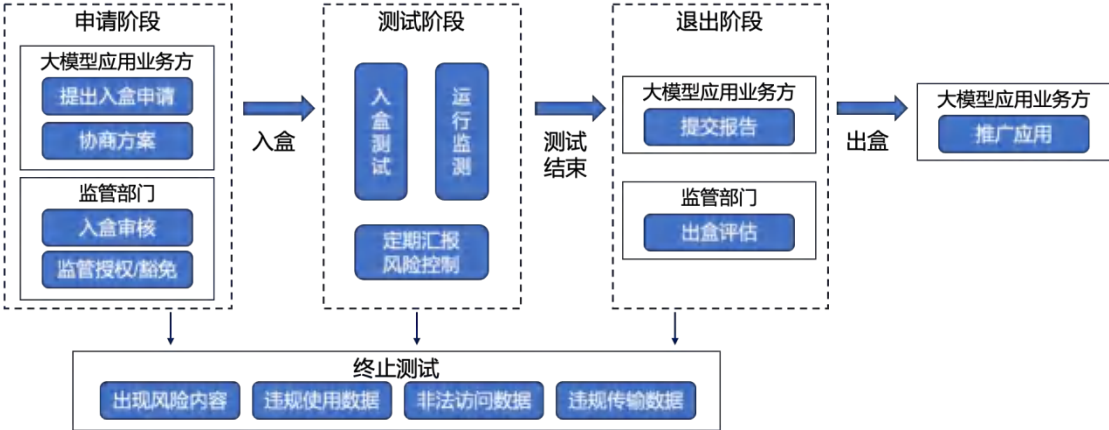 申请阶段
大模型应用业务方
提出入盒申请
协商方案
监管部门
入盒审核
监管授权/豁免
入盒
测试阶段
入盒测试
运行监测
定期汇报
风险控制
测试
结束
退出阶段
大模型应用业务方
提交报告
监管部门
出盒评估
出盒
大模型应用业务方
推广应用
终止测试
出现风险内容
违规使用数据
非法访问数据
违规传输数据